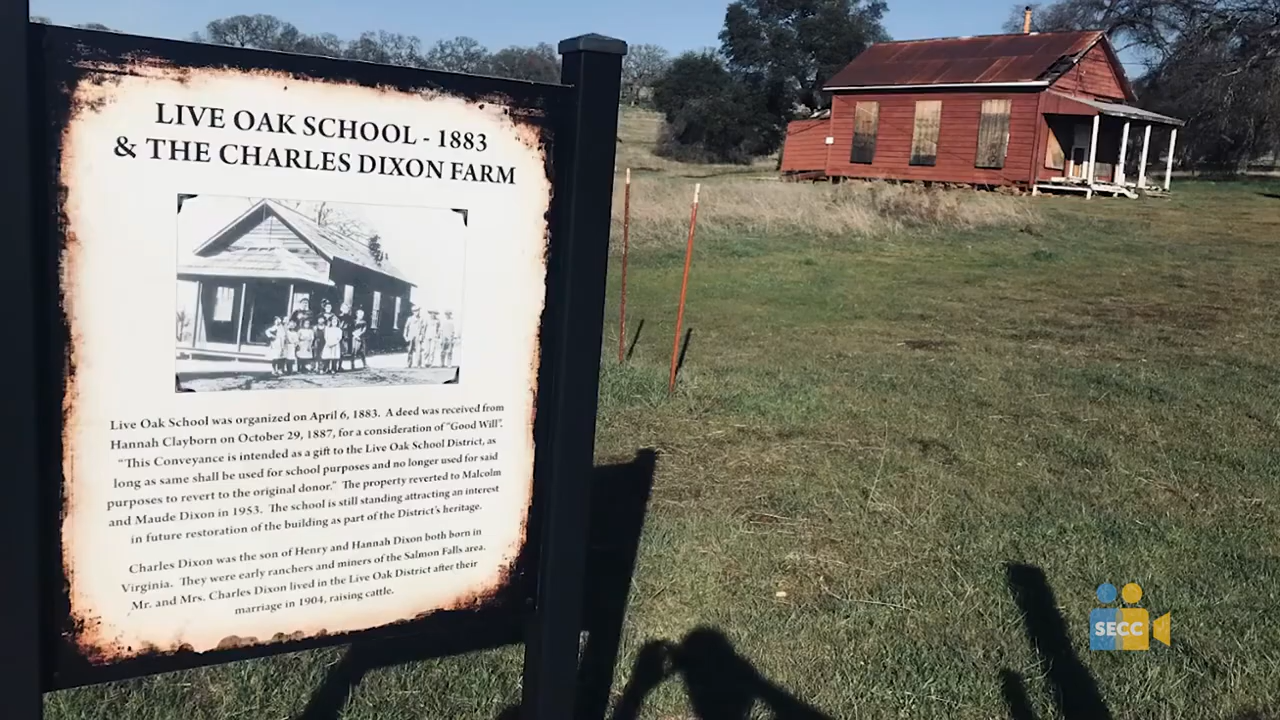 LIVE OAK SCHOOL - 1883
& THE CHARLES DIXON FARM
Live Oak School was organized on April 6, 1883. A deed was received from
Hannah Clayborn on October 29, 1887, for a consideration of "Good Will".
"This Conveyance is intended as a gift to the Live Oak School District, as
long as same shall be used for school purposes and no longer used for said
purposes to revert to the original donor." The property reverted to Malcolm
and Maude Dixon in 1953. The school is still standing attracting an interest
in future restoration of the building as part of the District's heritage.
Charles Dixon was the son of Henry and Hannah Dixon both born in
Virginia. They were early ranchers and miners of the Salmon Falls area.
Mr. and Mrs. Charles Dixon lived in the Live Oak District after their
marriage in 1904, raising cattle.
SECC